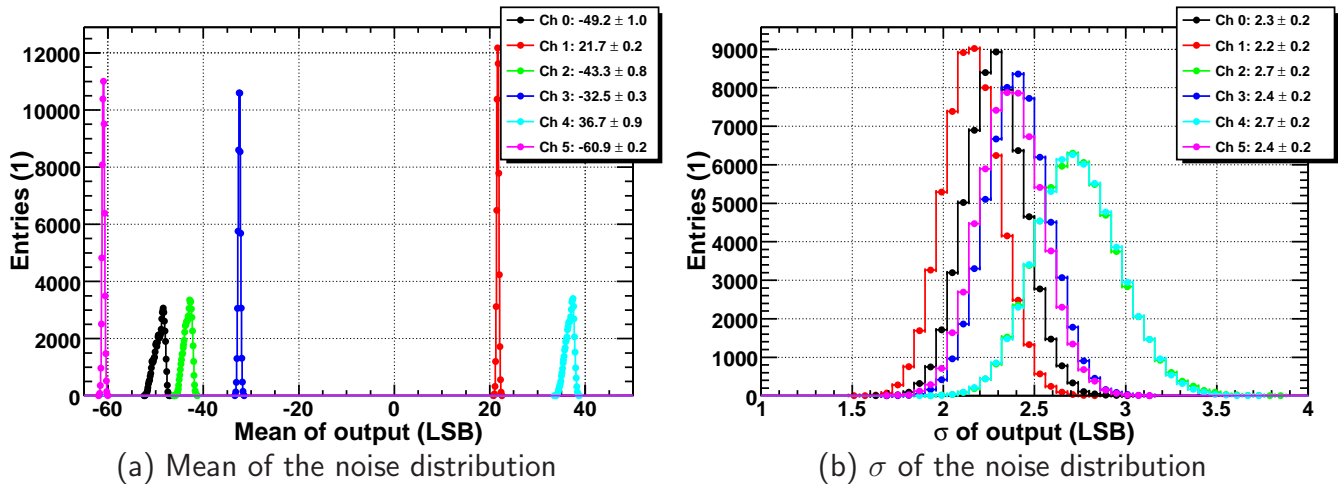 Ch 0: -49.2 ± 1.0
Ch 1: 21.7 ± 0.2
Ch 2: -43.3 ± 0.8
Ch 3: -32.5 ± 0.3
Ch 4: 36.7 ± 0.9
Ch 5: -60.9 ± 0.2
Entries (1)
12000
10000
8000
6000
4000
2000
0
-60 -40 -20 0 20 40
Mean of output (LSB)
(a) Mean of the noise distribution
Ch 0: 2.3 ± 0.2
Ch 1: 2.2 ± 0.2
Ch 2: 2.7 ± 0.2
Ch 3: 2.4 ± 0.2
Ch 4: 2.7 ± 0.2
Ch 5: 2.4 ± 0.2
Entries (1)
9000
8000
7000
6000
5000
4000
3000
2000
1000
0
1 1.5 2 2.5 3 3.5 4
σ of output (LSB)
(b) σ of the noise distribution